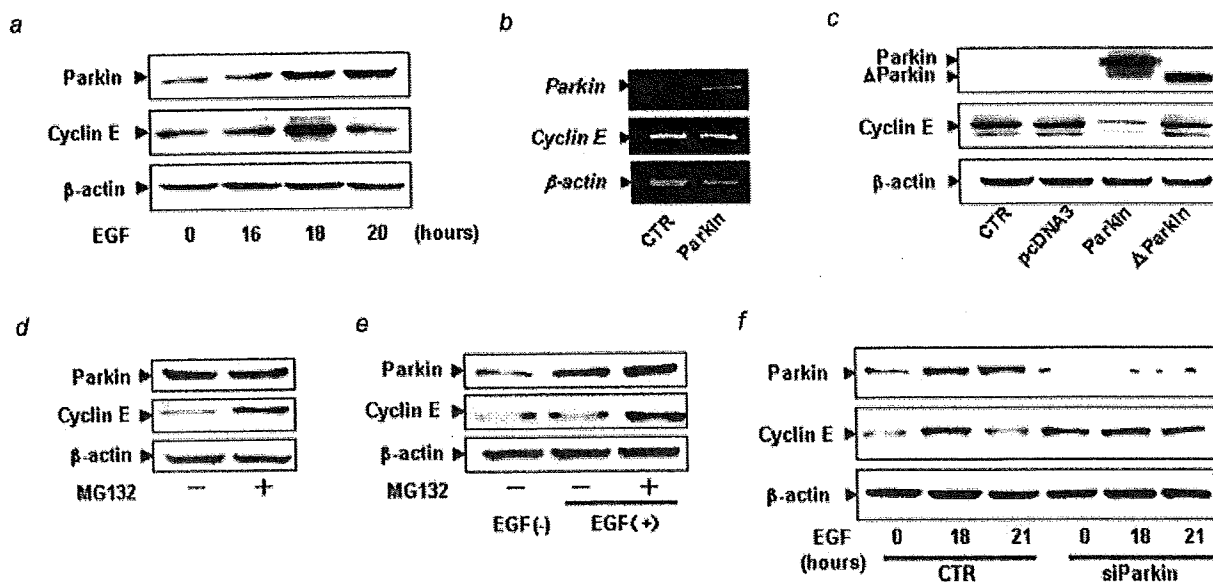 a
Parkin
Cyclin E
β-actin
EGF 0 16 18 20 (hours)
b
Parkin
Cyclin E
β-actin
CTR Parkin
c
Parkin
ΔParkin
Cyclin E
β-actin
CTR pcDNA3 Parkin ΔParkin
d
Parkin
Cyclin E
β-actin
MG132 − +
e
Parkin
Cyclin E
β-actin
MG132 − − +
EGF(-) EGF(+)
f
Parkin
Cyclin E
β-actin
EGF 0 18 21 0 18 21
(hours) CTR siParkin